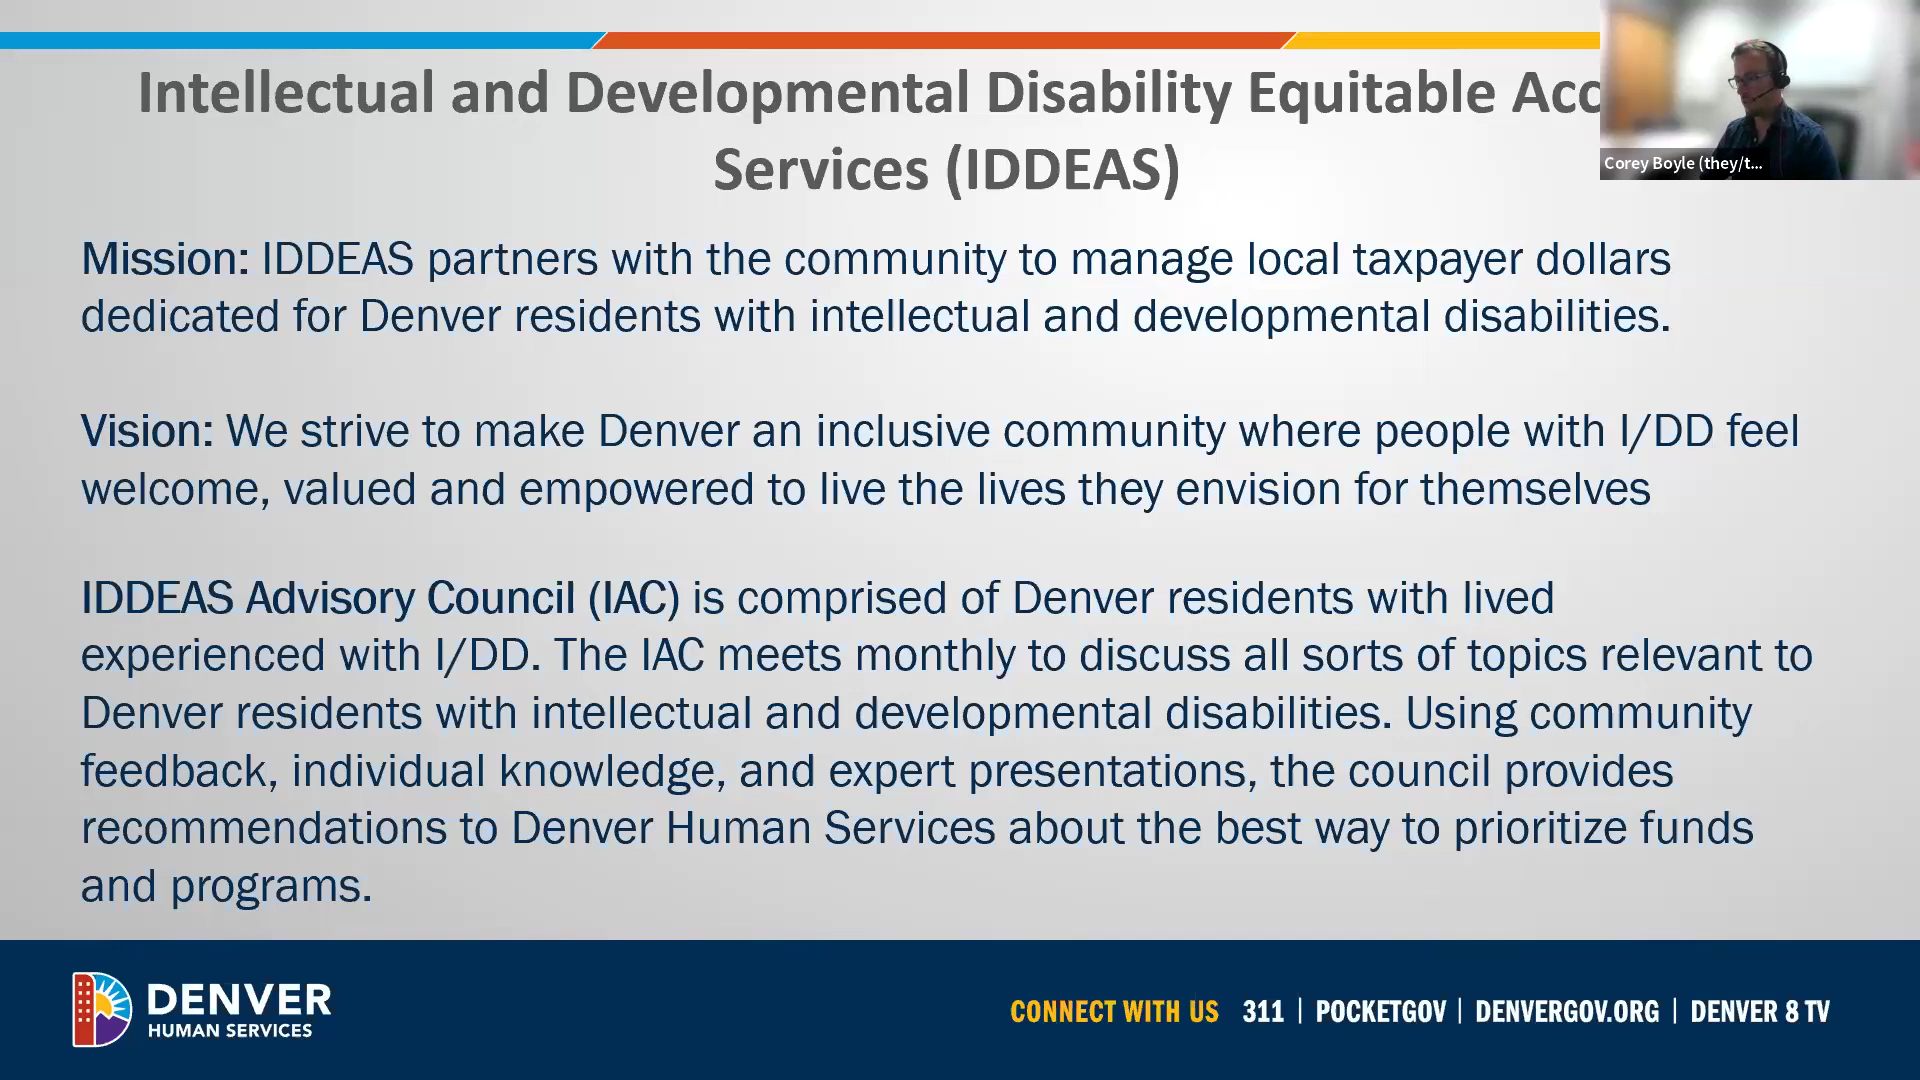 Intellectual and Developmental Disability Equitable Acc
Services (IDDEAS)
Corey Boyle (they/t...
Mission: IDDEAS partners with the community to manage local taxpayer dollars
dedicated for Denver residents with intellectual and developmental disabilities.
Vision: We strive to make Denver an inclusive community where people with I/DD feel
welcome, valued and empowered to live the lives they envision for themselves
IDDEAS Advisory Council (IAC) is comprised of Denver residents with lived
experienced with I/DD. The IAC meets monthly to discuss all sorts of topics relevant to
Denver residents with intellectual and developmental disabilities. Using community
feedback, individual knowledge, and expert presentations, the council provides
recommendations to Denver Human Services about the best way to prioritize funds
and programs.
DENVER
HUMAN SERVICES
CONNECT WITH US 311 | POCKETGOV | DENVERGOV.ORG | DENVER 8 TV